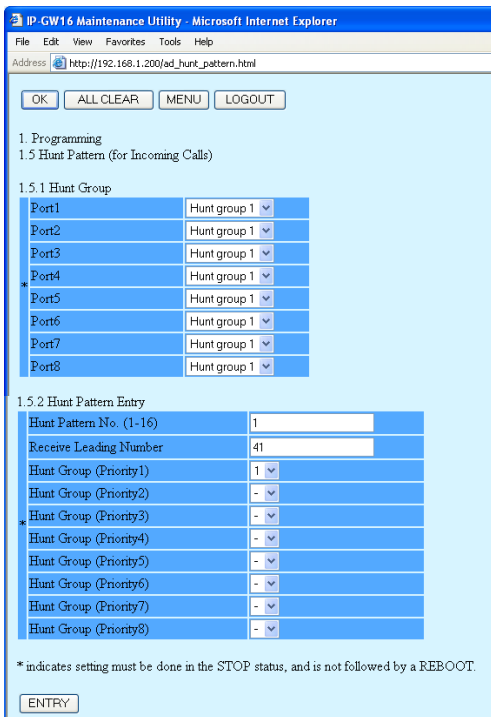 IP-GW16 Maintenance Utility - Microsoft Internet Explorer
File Edit View Favorites Tools Help
Address http://192.168.1.200/ad_hunt_pattern.html
OK ALL CLEAR MENU LOGOUT
1. Programming
1.5 Hunt Pattern (for Incoming Calls)
1.5.1 Hunt Group
Port1 Hunt group 1
Port2 Hunt group 1
Port3 Hunt group 1
Port4 Hunt group 1
* Port5 Hunt group 1
Port6 Hunt group 1
Port7 Hunt group 1
Port8 Hunt group 1
1.5.2 Hunt Pattern Entry
Hunt Pattern No. (1-16) 1
Receive Leading Number 41
Hunt Group (Priority1) 1
Hunt Group (Priority2) -
Hunt Group (Priority3) -
* Hunt Group (Priority4) -
Hunt Group (Priority5) -
Hunt Group (Priority6) -
Hunt Group (Priority7) -
Hunt Group (Priority8) -
* indicates setting must be done in the STOP status, and is not followed by a REBOOT.
ENTRY